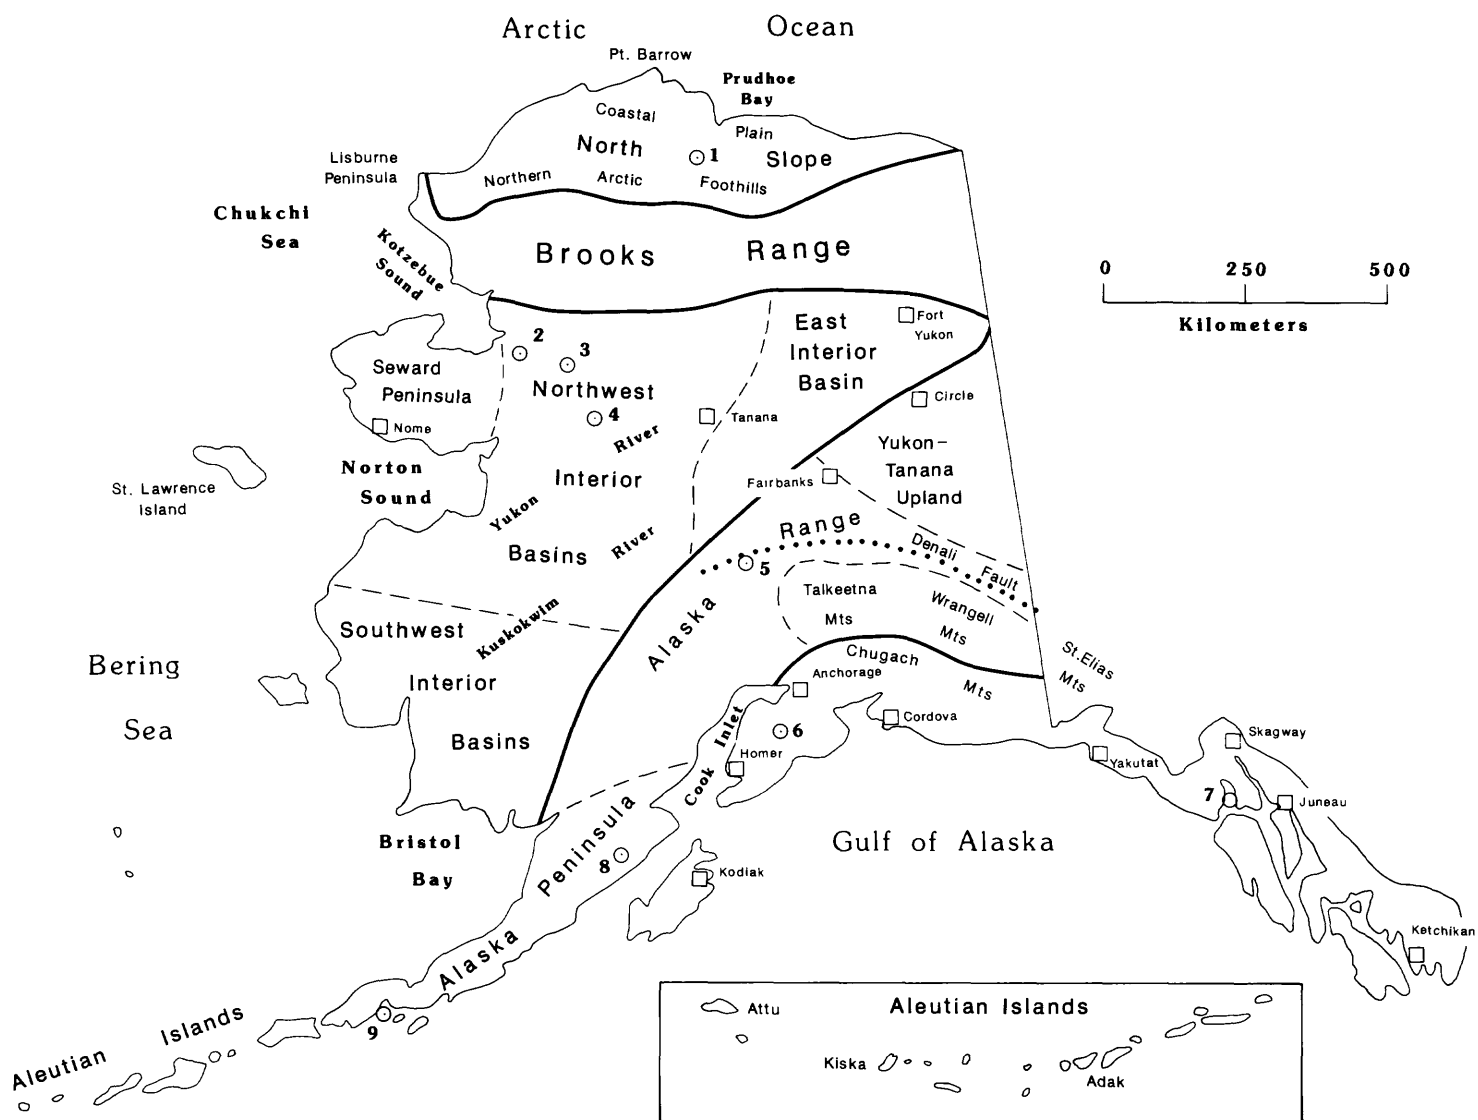 Arctic Ocean
Pt. Barrow
Prudhoe
Bay
Coastal
Plain
North Slope
1
Lisburne
Peninsula
Northern Arctic Foothills
Chukchi
Sea
Kotzebue
Sound
Brooks Range
0 250 500
Kilometers
East
Interior
Basin
Fort
Yukon
2
3
Seward
Peninsula
Northwest
Nome
4
River
Tanana
Circle
Yukon-
Tanana
Upland
Norton
Sound
St. Lawrence
Island
Interior
Fairbanks
Yukon
Range
Basins
River
Denali
Fault
5
Talkeetna
Mts
Wrangell
Mts
Southwest
Kuskokwim
Alaska
Interior
Basins
Bering
Sea
Chugach
Mts
St.Elias
Mts
Anchorage
Cordova
Cook Inlet
6
Homer
Skagway
Yakutat
7
Juneau
Bristol
Bay
Peninsula
8
Gulf of Alaska
Kodiak
Alaska
Ketchikan
Aleutian Islands
9
Attu
Aleutian Islands
Kiska
Adak